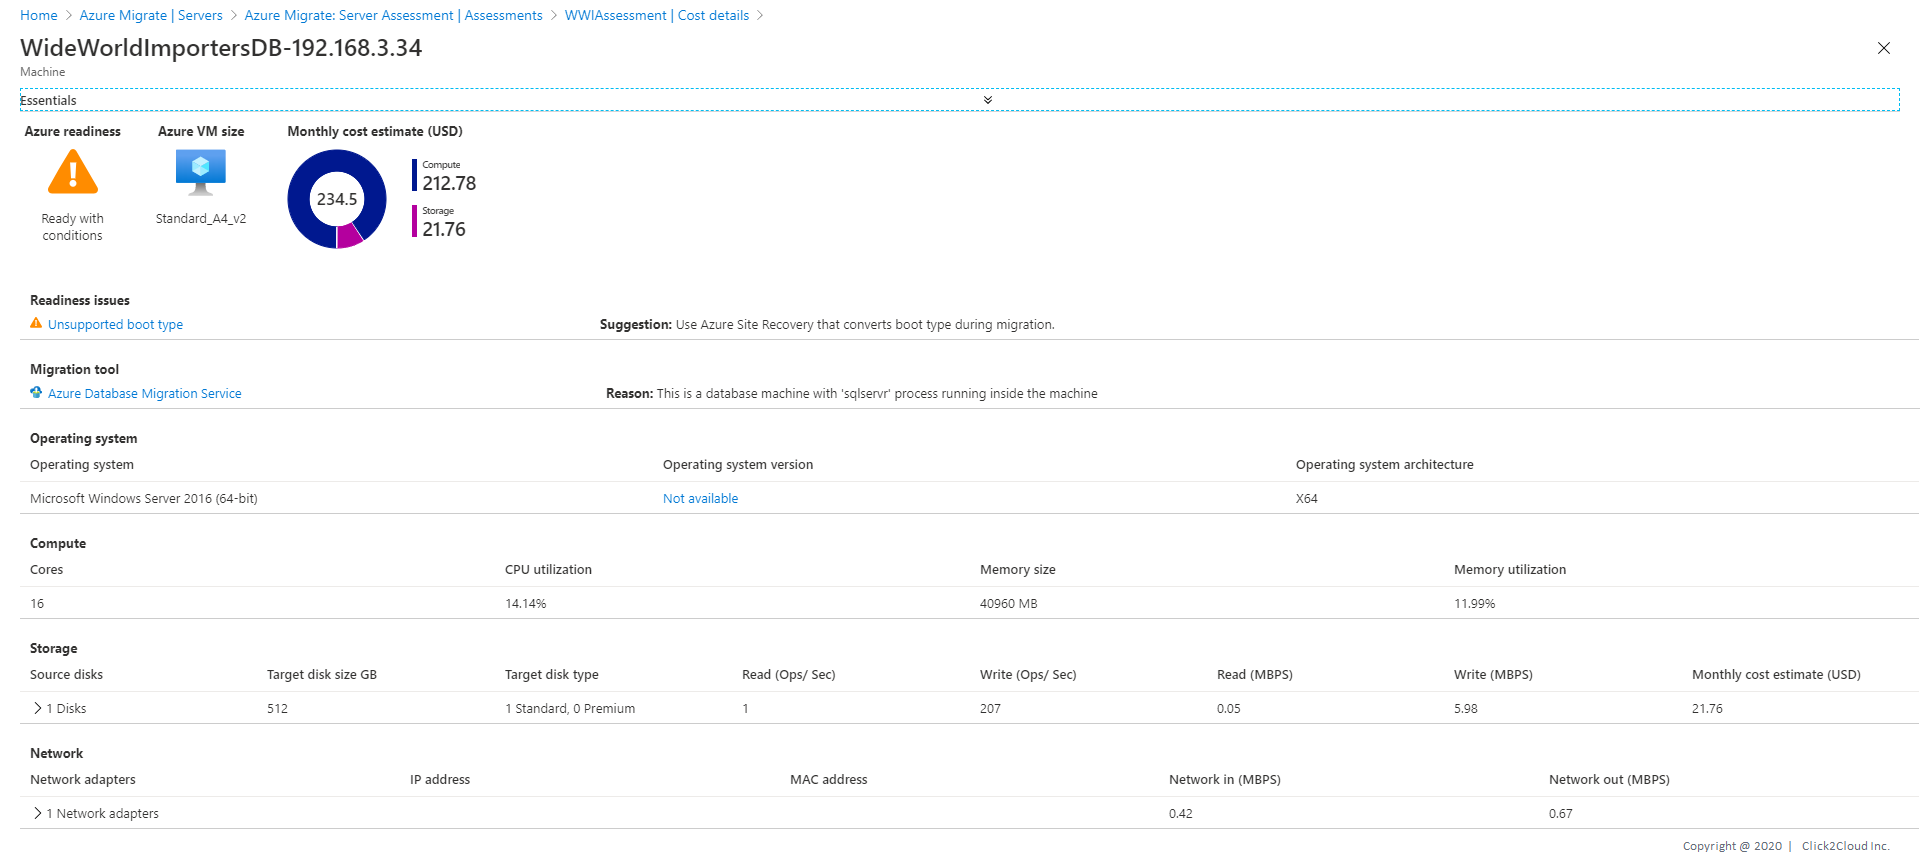 Home > Azure Migrate | Servers > Azure Migrate: Server Assessment | Assessments > WWIAssessment | Cost details >
WideWorldImportersDB-192.168.3.34
Machine
Essentials
Azure readiness Azure VM size Monthly cost estimate (USD)
Compute
212.78
234.5
Storage
21.76
Ready with conditions
Standard_A4_v2
Readiness issues
Unsupported boot type Suggestion: Use Azure Site Recovery that converts boot type during migration.
Migration tool
Azure Database Migration Service Reason: This is a database machine with 'sqlservr' process running inside the machine
Operating system
Operating system Operating system version Operating system architecture
Microsoft Windows Server 2016 (64-bit) Not available X64
Compute
Cores CPU utilization Memory size Memory utilization
16 14.14% 40960 MB 11.99%
Storage
Source disks Target disk size GB Target disk type Read (Ops/ Sec) Write (Ops/ Sec) Read (MBPS) Write (MBPS) Monthly cost estimate (USD)
1 Disks 512 1 Standard, 0 Premium 1 207 0.05 5.98 21.76
Network
Network adapters IP address MAC address Network in (MBPS) Network out (MBPS)
1 Network adapters 0.42 0.67
Copyright @ 2020 | Click2Cloud Inc.